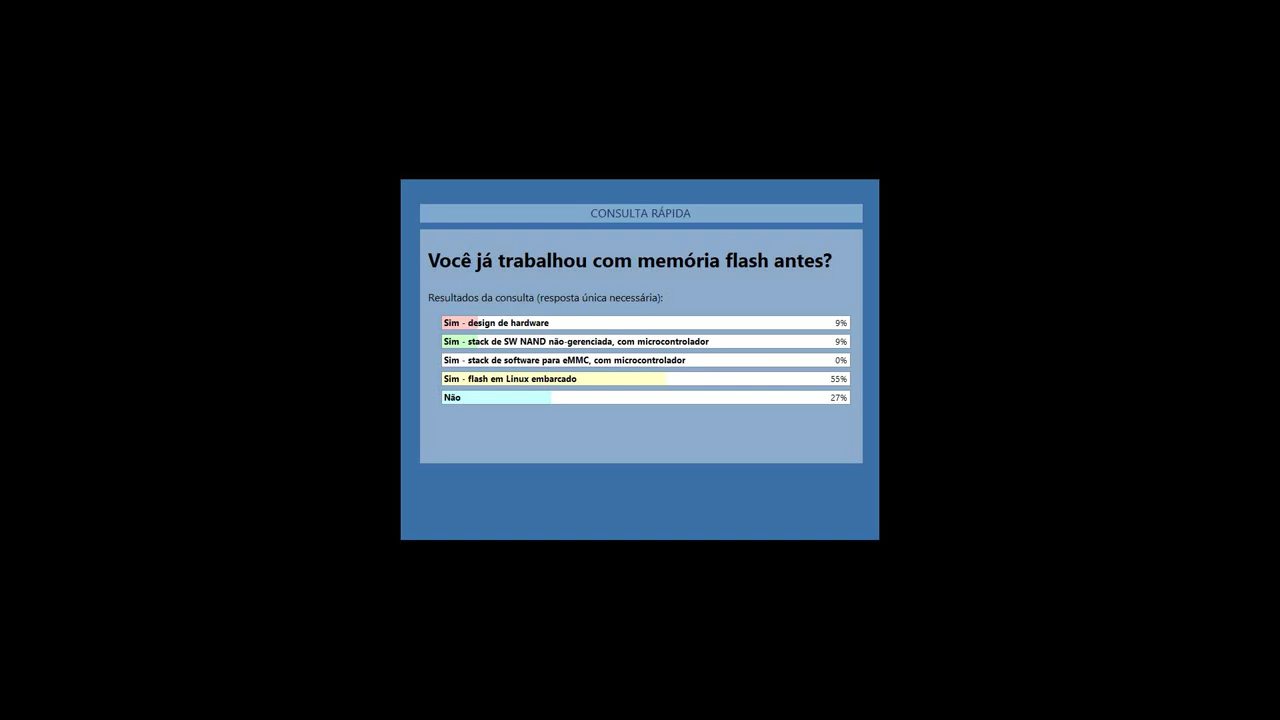 CONSULTA RÁPIDA
Você já trabalhou com memória flash antes?
Resultados da consulta (resposta única necessária):
Sim - design de hardware 9%
Sim - stack de SW NAND não-gerenciada, com microcontrolador 9%
Sim - stack de software para eMMC, com microcontrolador 0%
Sim - flash em Linux embarcado 55%
Não 27%